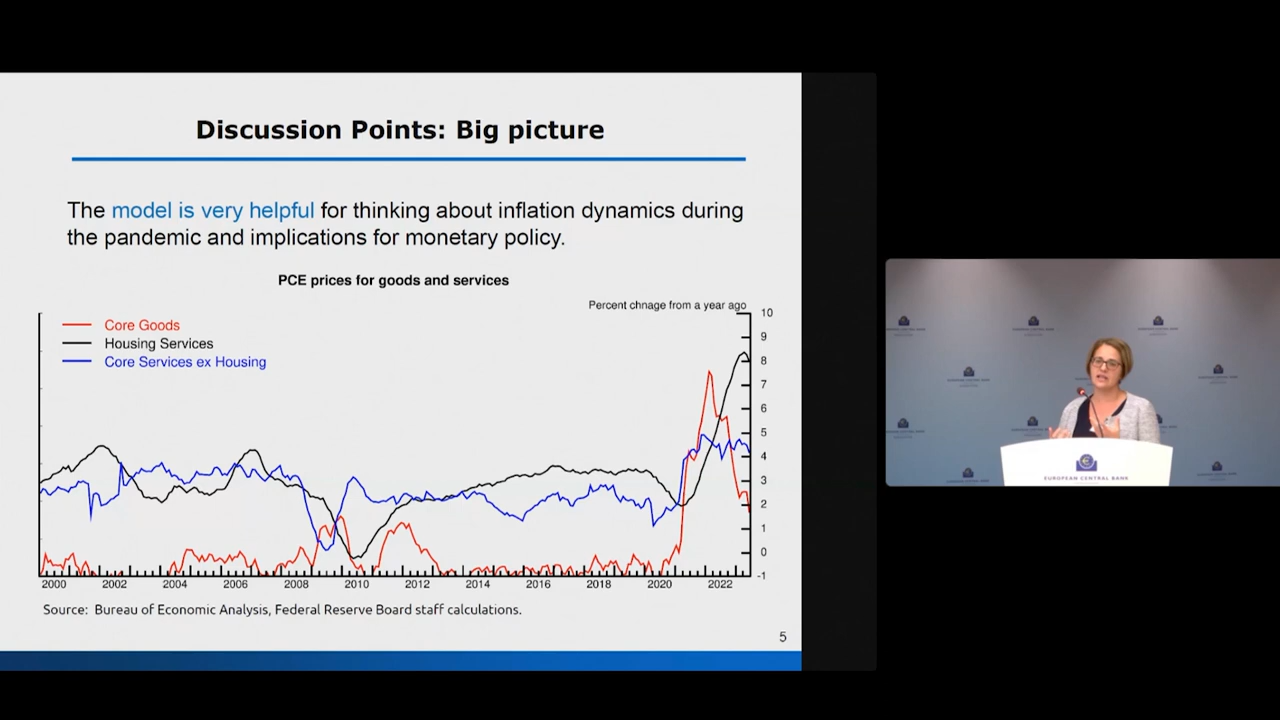 Discussion Points: Big picture
The model is very helpful for thinking about inflation dynamics during
the pandemic and implications for monetary policy.
PCE prices for goods and services
Percent chnage from a year ago
Core Goods
Housing Services
Core Services ex Housing
10
9
8
7
6
5
4
3
2
1
0
-1
2000 2002 2004 2006 2008 2010 2012 2014 2016 2018 2020 2022
Source: Bureau of Economic Analysis, Federal Reserve Board staff calculations.
5
EUROPEAN CENTRAL BANK